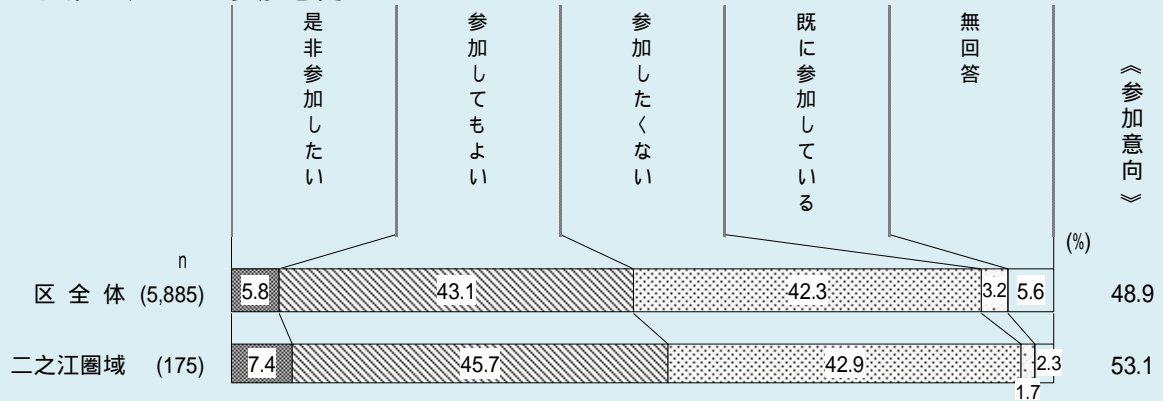 是非参加したい
参加してもよい
参加したくない
既に参加している
無回答
《参加意向》
(%)
n
区全体 (5,885) 5.8 43.1 42.3 3.2 5.6 48.9
二之江圏域 (175) 7.4 45.7 42.9 1.7 2.3 53.1